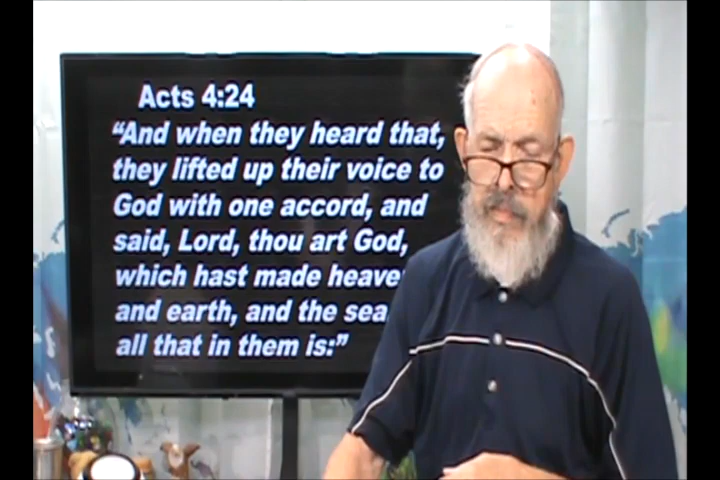 Acts 4:24
“And when they heard that,
they lifted up their voice to
God with one accord, and
said, Lord, thou art God,
which hast made
and earth, and the sea
all that in them is:”